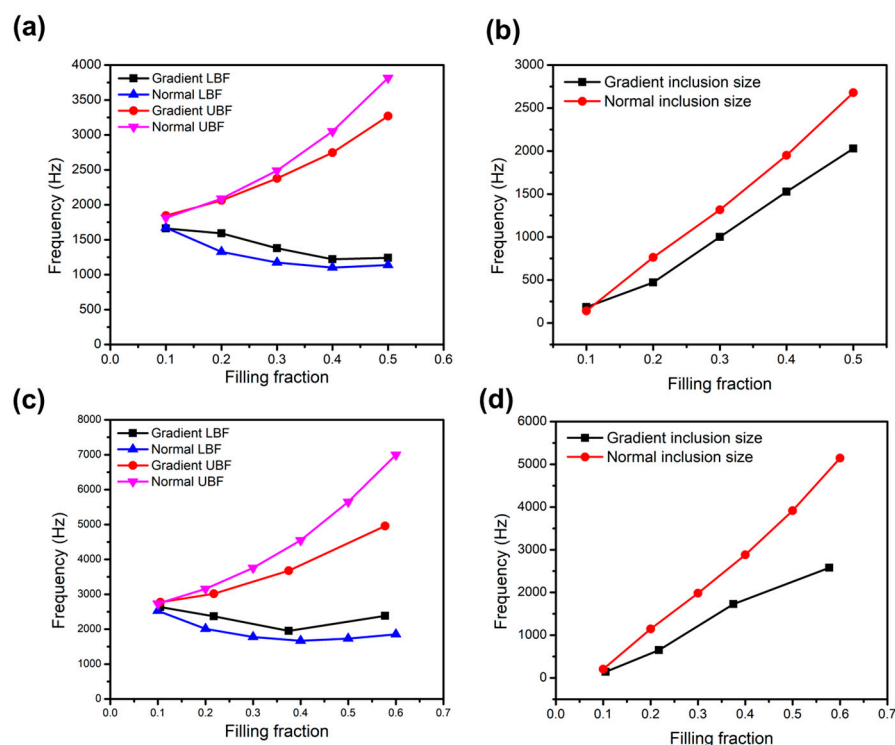 (a)
Gradient LBF
Normal LBF
Gradient UBF
Normal UBF
4000
3500
3000
2500
2000
1500
1000
500
0
0.0 0.1 0.2 0.3 0.4 0.5 0.6
Frequency (Hz)
Filling fraction
(b)
Gradient inclusion size
Normal inclusion size
3000
2500
2000
1500
1000
500
0
0.1 0.2 0.3 0.4 0.5
Frequency (Hz)
Filling fraction
(c)
Gradient LBF
Normal LBF
Gradient UBF
Normal UBF
8000
7000
6000
5000
4000
3000
2000
1000
0
0.0 0.1 0.2 0.3 0.4 0.5 0.6 0.7
Frequency (Hz)
Filling fraction
(d)
Gradient inclusion size
Normal inclusion size
6000
5000
4000
3000
2000
1000
0
0.0 0.1 0.2 0.3 0.4 0.5 0.6 0.7
Frequency (Hz)
Filling fraction